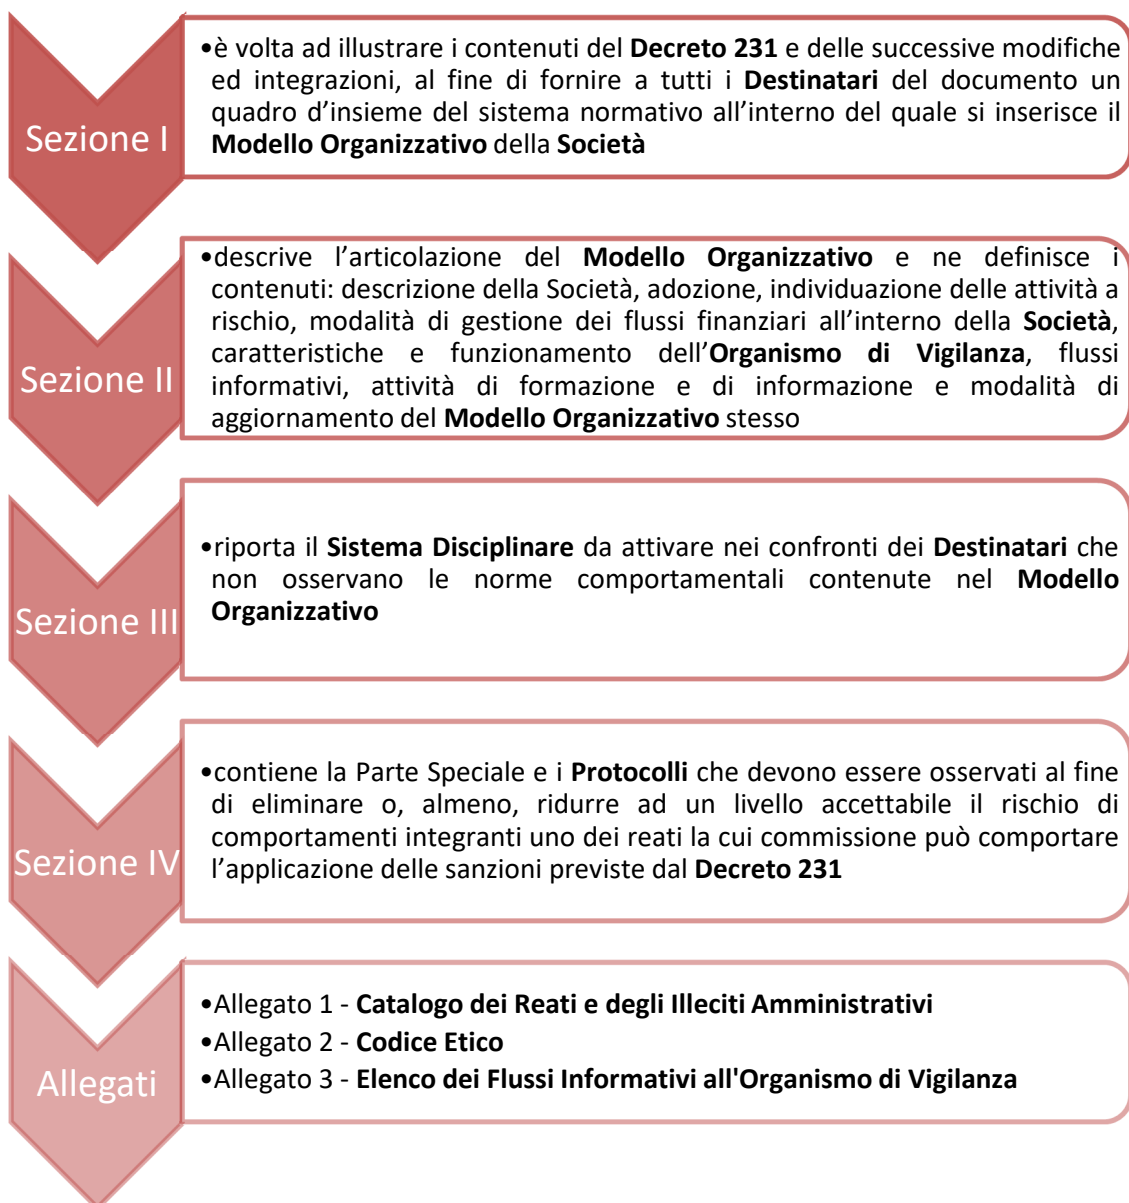 Sezione I
•è volta ad illustrare i contenuti del Decreto 231 e delle successive modifiche
ed integrazioni, al fine di fornire a tutti i Destinatari del documento un
quadro d’insieme del sistema normativo all’interno del quale si inserisce il
Modello Organizzativo della Società
Sezione II
•descrive l’articolazione del Modello Organizzativo e ne definisce i
contenuti: descrizione della Società, adozione, individuazione delle attività a
rischio, modalità di gestione dei flussi finanziari all’interno della Società,
caratteristiche e funzionamento dell’Organismo di Vigilanza, flussi
informativi, attività di formazione e di informazione e modalità di
aggiornamento del Modello Organizzativo stesso
Sezione III
•riporta il Sistema Disciplinare da attivare nei confronti dei Destinatari che
non osservano le norme comportamentali contenute nel Modello
Organizzativo
Sezione IV
•contiene la Parte Speciale e i Protocolli che devono essere osservati al fine
di eliminare o, almeno, ridurre ad un livello accettabile il rischio di
comportamenti integranti uno dei reati la cui commissione può comportare
l’applicazione delle sanzioni previste dal Decreto 231
Allegati
•Allegato 1 - Catalogo dei Reati e degli Illeciti Amministrativi
•Allegato 2 - Codice Etico
•Allegato 3 - Elenco dei Flussi Informativi all'Organismo di Vigilanza